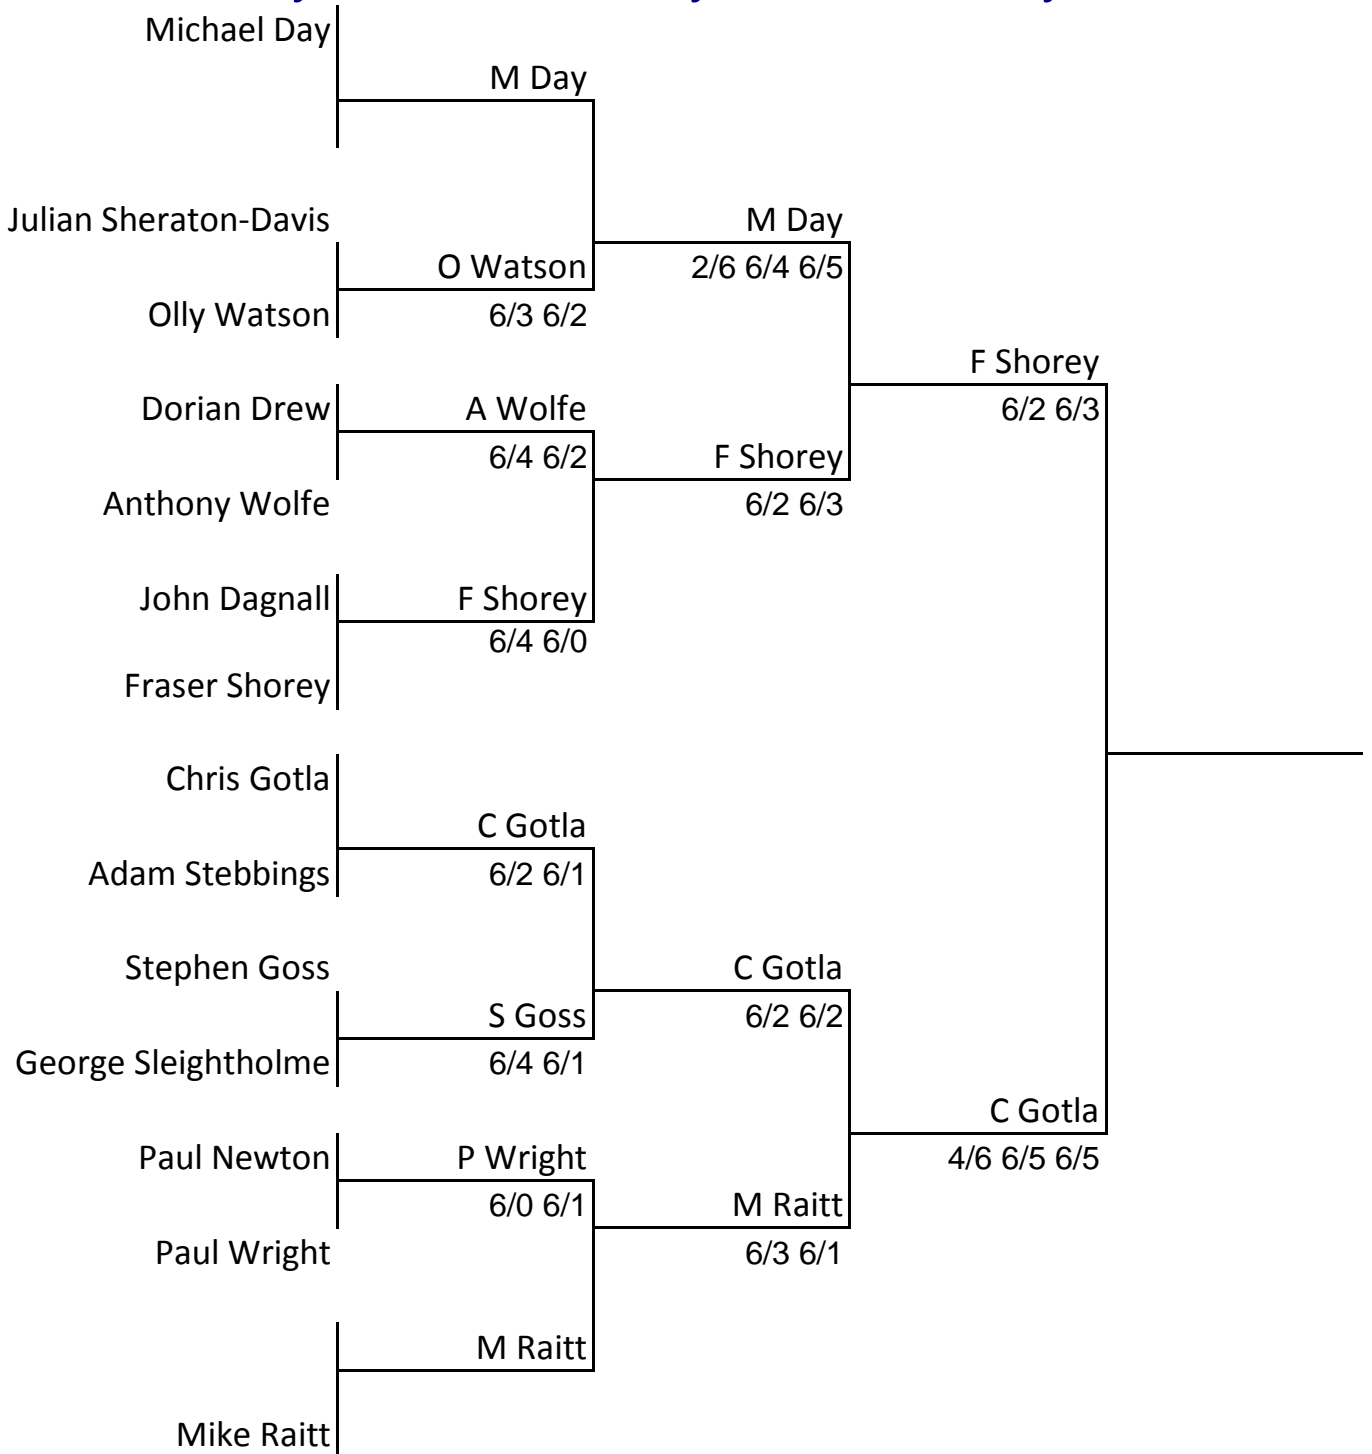 Michael Day
M Day
Julian Sheraton-Davis
M Day
O Watson
2/6 6/4 6/5
Olly Watson
6/3 6/2
F Shorey
Dorian Drew
A Wolfe
6/2 6/3
6/4 6/2
F Shorey
Anthony Wolfe
6/2 6/3
John Dagnall
F Shorey
6/4 6/0
Fraser Shorey
Chris Gotla
C Gotla
Adam Stebbings
6/2 6/1
Stephen Goss
C Gotla
S Goss
6/2 6/2
George Sleightholme
6/4 6/1
C Gotla
Paul Newton
P Wright
4/6 6/5 6/5
6/0 6/1
M Raitt
Paul Wright
6/3 6/1
M Raitt
Mike Raitt